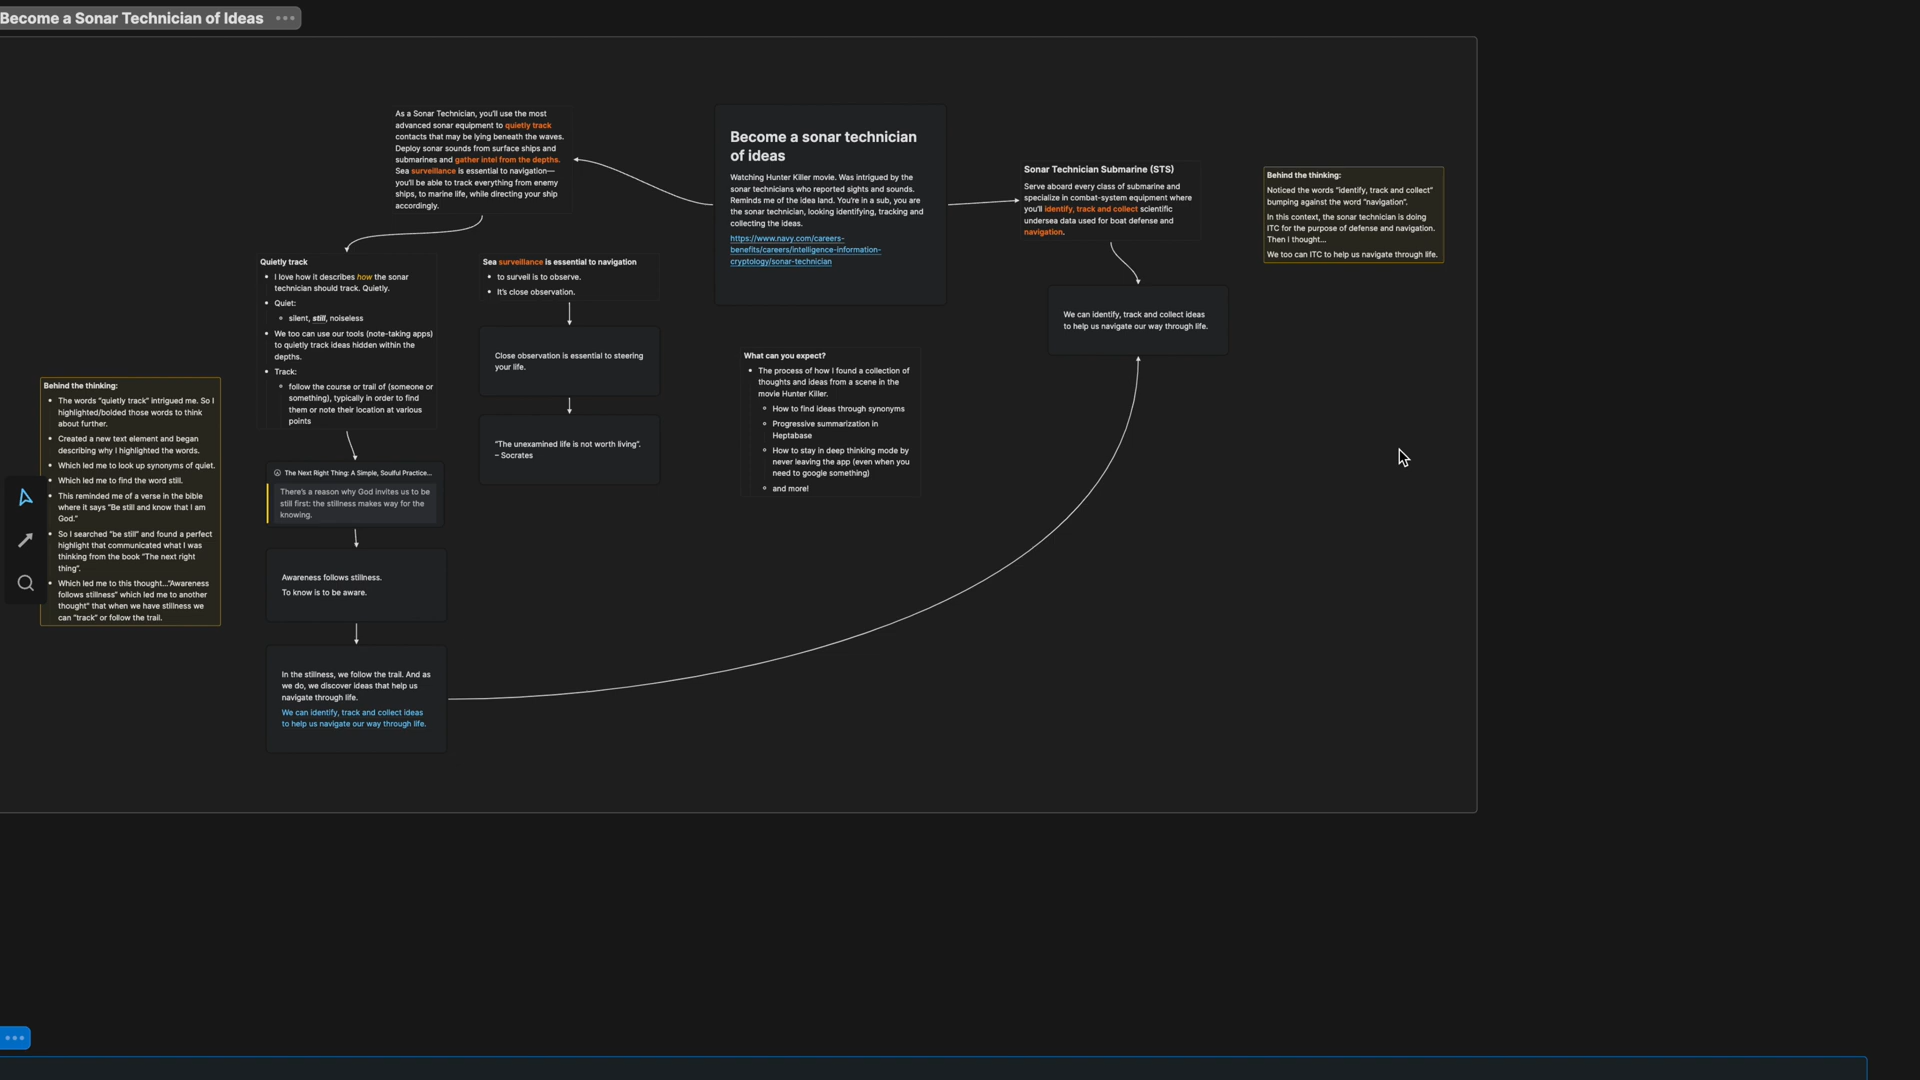 Become a Sonar Technician of Ideas
As a Sonar Technician, you'll use the most
advanced sonar equipment to quietly track
contacts that may be lying beneath the waves.
Deploy sonar sounds from surface ships and
submarines and gather intel from the depths.
Sea surveillance is essential to navigation—
you'll be able to track everything from enemy
ships, to marine life, while directing your ship
accordingly.
Become a sonar technician
of ideas
Watching Hunter Killer movie. Was intrigued by the
sonar technicians who reported sights and sounds.
Reminds me of the idea land. You're in a sub, you are
the sonar technician, looking identifying, tracking and
collecting the ideas.
https://www.navy.com/careers-
benefits/careers/intelligence-information-
cryptology/sonar-technician
Sonar Technician Submarine (STS)
Serve aboard every class of submarine and
specialize in combat-system equipment where
you'll identify, track and collect scientific
undersea data used for boat defense and
navigation.
Behind the thinking:
Noticed the words "identify, track and collect"
bumping against the word "navigation".
In this context, the sonar technician is doing
ITC for the purpose of defense and navigation.
Then I thought...
We too can ITC to help us navigate through life.
Quietly track
• I love how it describes how the sonar
technician should track. Quietly.
• Quiet:
◦ silent, still, noiseless
• We too can use our tools (note-taking apps)
to quietly track ideas hidden within the
depths.
• Track:
◦ follow the course or trail of (someone or
something), typically in order to find
them or note their location at various
points
Sea surveillance is essential to navigation
• to surveil is to observe.
• It's close observation.
Close observation is essential to steering
your life.
"The unexamined life is not worth living".
– Socrates
What can you expect?
• The process of how I found a collection of
thoughts and ideas from a scene in the
movie Hunter Killer.
◦ How to find ideas through synonyms
◦ Progressive summarization in
Heptabase
◦ How to stay in deep thinking mode by
never leaving the app (even when you
need to google something)
◦ and more!
We can identify, track and collect ideas
to help us navigate our way through life.
Behind the thinking:
• The words "quietly track" intrigued me. So I
highlighted/bolded those words to think
about further.
• Created a new text element and began
describing why I highlighted the words.
• Which led me to look up synonyms of quiet.
• Which led me to find the word still.
• This reminded me of a verse in the bible
where it says "Be still and know that I am
God."
• So I searched "be still" and found a perfect
highlight that communicated what I was
thinking from the book "The next right
thing".
• Which led me to this thought..."Awareness
follows stillness" which led me to another
thought" that when we have stillness we
can "track" or follow the trail.
The Next Right Thing: A Simple, Soulful Practice...
There's a reason why God invites us to be
still first: the stillness makes way for the
knowing.
Awareness follows stillness.
To know is to be aware.
In the stillness, we follow the trail. And as
we do, we discover ideas that help us
navigate through life.
We can identify, track and collect ideas
to help us navigate our way through life.